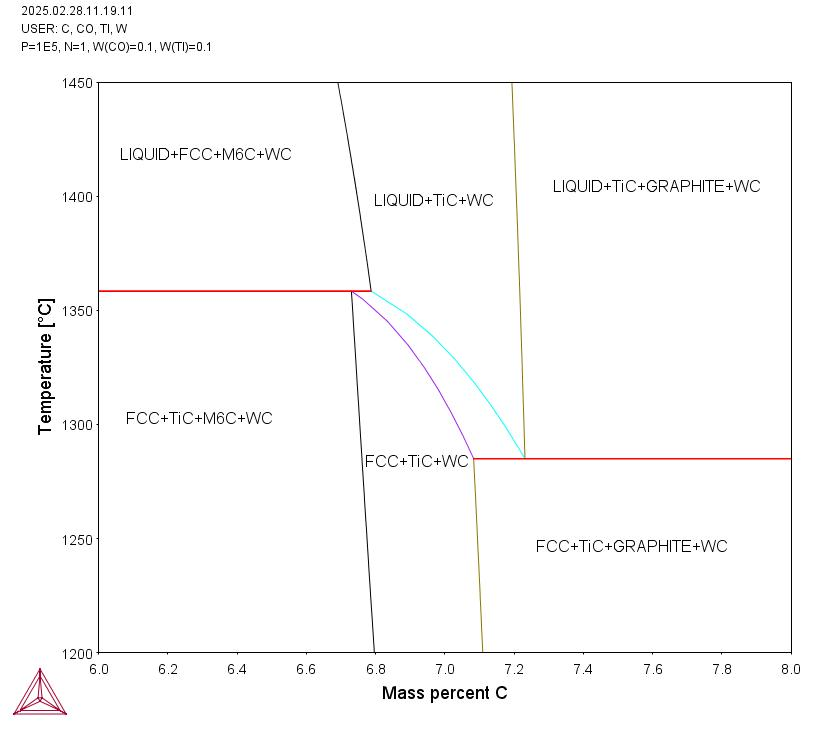 2025.02.28.11.19.11
USER: C, CO, TI, W
P=1E5, N=1, W(CO)=0.1, W(TI)=0.1
1450
LIQUID+FCC+M6C+WC
LIQUID+TiC+GRAPHITE+WC
1400
LIQUID+TiC+WC
1350
Temperature [°C]
FCC+TiC+M6C+WC
1300
FCC+TiC+WC
1250
FCC+TiC+GRAPHITE+WC
1200
6.0 6.2 6.4 6.6 6.8 7.0 7.2 7.4 7.6 7.8 8.0
Mass percent C